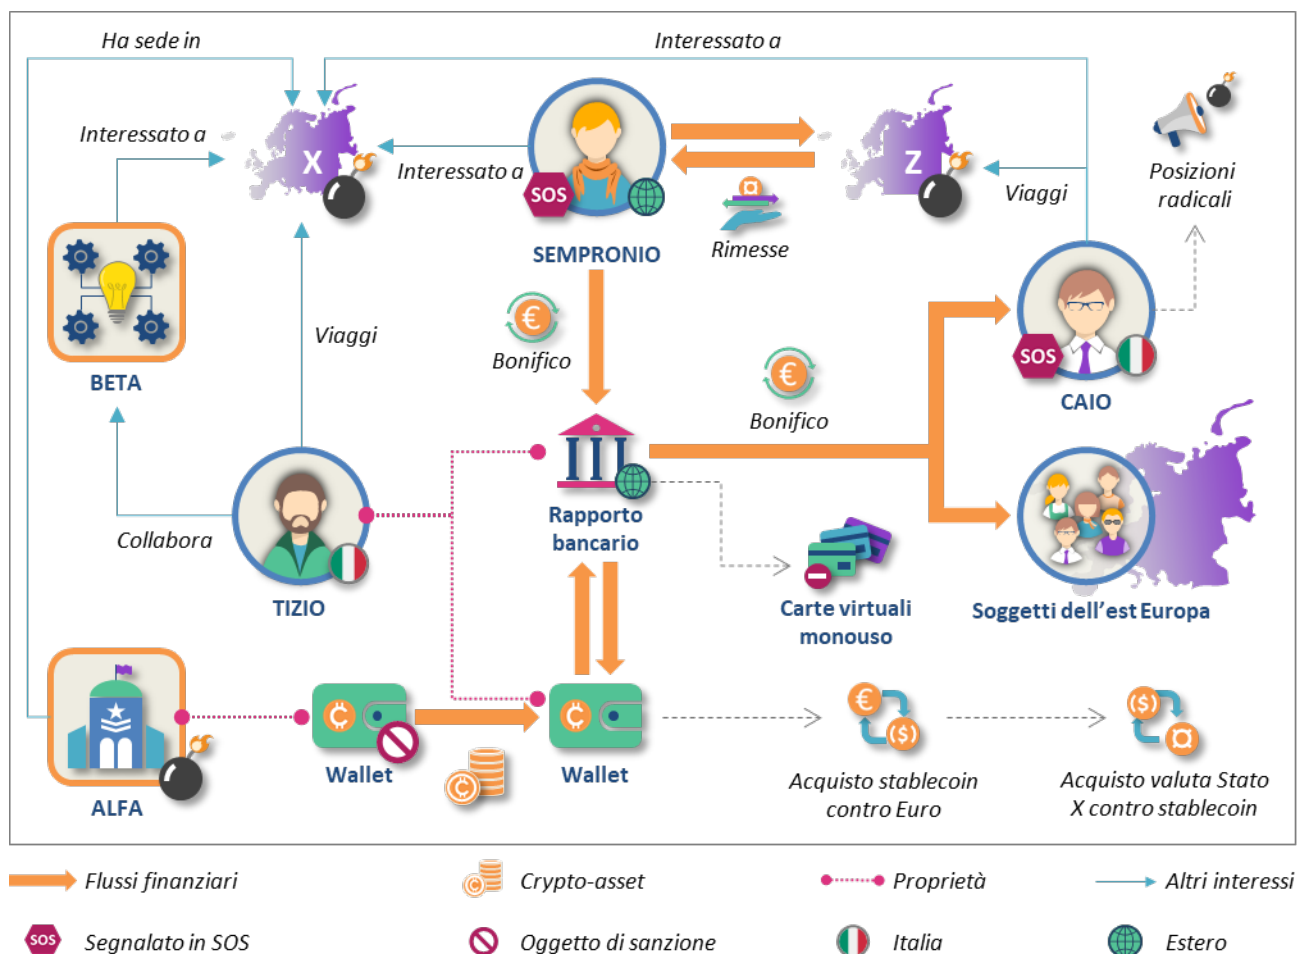 Ha sede in
Interessato a
Interessato a
X
Interessato a
SOS
SEMPRONIO
Rimesse
Z
Viaggi
Posizioni
radicali
BETA
Viaggi
€
Bonifico
€
Bonifico
SOS
CAIO
Collabora
TIZIO
Rapporto
bancario
Carte virtuali
monouso
Soggetti dell'est Europa
ALFA
Wallet
Wallet
€
($)
Acquisto stablecoin
contro Euro
($)
Acquisto valuta Stato
X contro stablecoin
Flussi finanziari
Crypto-asset
Proprietà
Altri interessi
SOS
Segnalato in SOS
Oggetto di sanzione
Italia
Estero